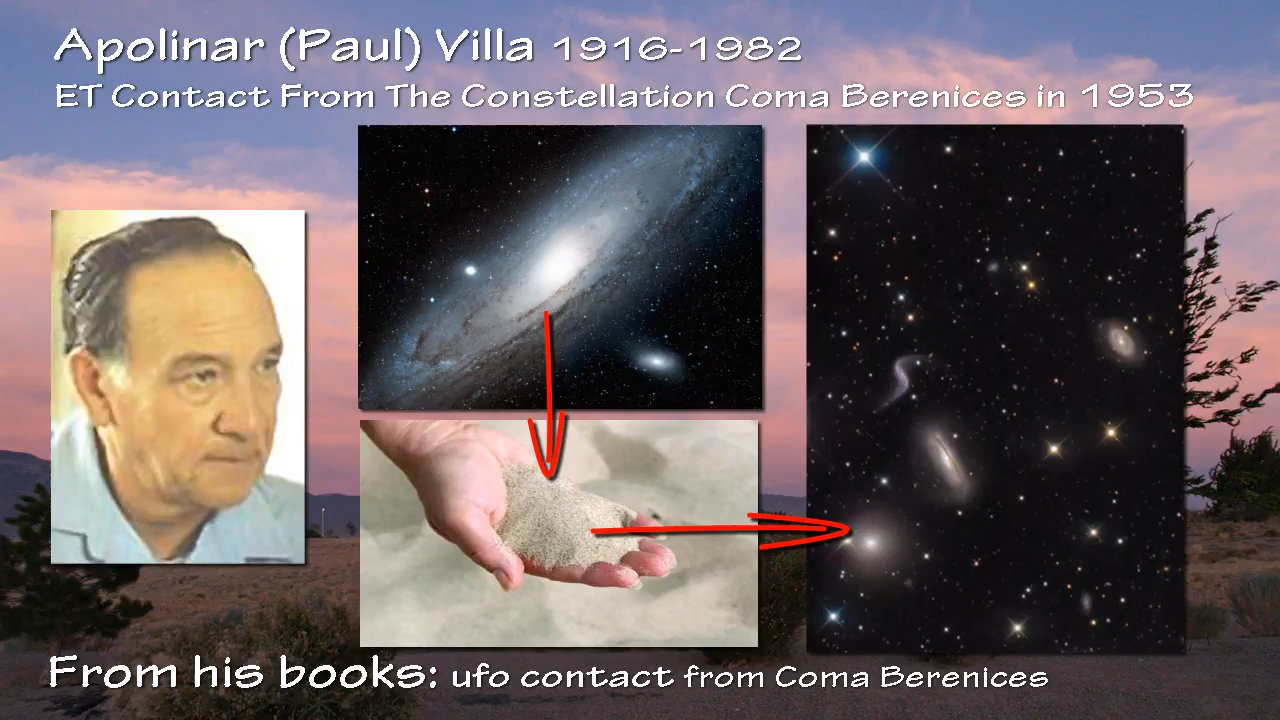 Apolinar (Paul) Villa 1916-1982
ET Contact From The Constellation Coma Berenices in 1953
From his books: ufo contact from Coma Berenices